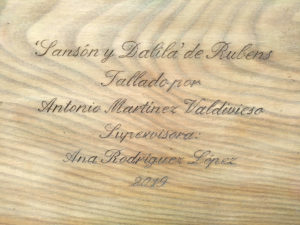 'Sansón y Dalila' de Rubens
Tallado por
Antonio Martínez Valdivieso
Supervisora:
Ana Rodríguez López
2019